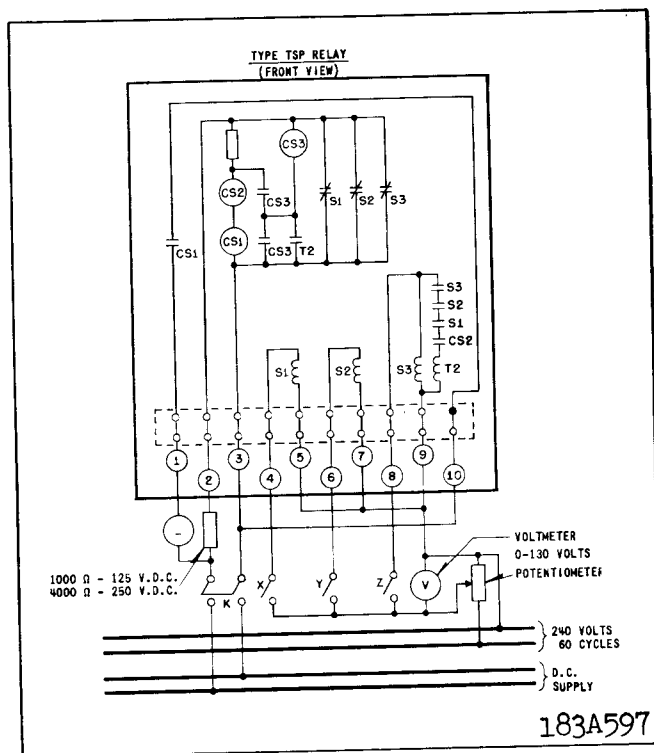 TYPE TSP RELAY
(FRONT VIEW)
CS3
CS2
CS3
S1
S2
S3
CS1
CS1
CS3
T2
S3
S2
S1
CS2
S1
S2
S3
T2
1
2
3
4
5
6
7
8
9
10
-
1000 Ω - 125 V.D.C.
4000 Ω - 250 V.D.C.
K
X
Y
Z
V
VOLTMETER
0-130 VOLTS
POTENTIOMETER
240 VOLTS
60 CYCLES
D.C.
SUPPLY
183A597